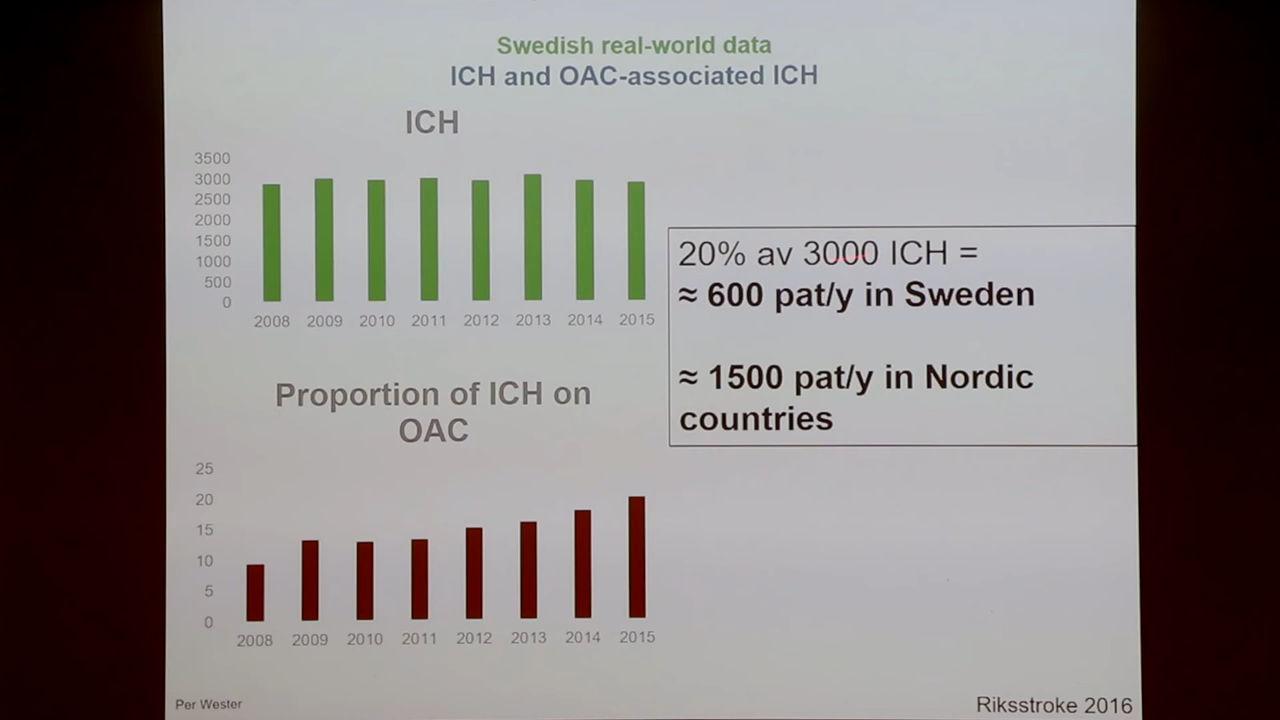 Swedish real-world data
ICH and OAC-associated ICH
ICH
3500
3000
2500
2000
1500
1000
500
0
2008 2009 2010 2011 2012 2013 2014 2015
20% av 3000 ICH =
≈ 600 pat/y in Sweden
≈ 1500 pat/y in Nordic
countries
Proportion of ICH on
OAC
25
20
15
10
5
0
2008 2009 2010 2011 2012 2013 2014 2015
Per Wester
Riksstroke 2016